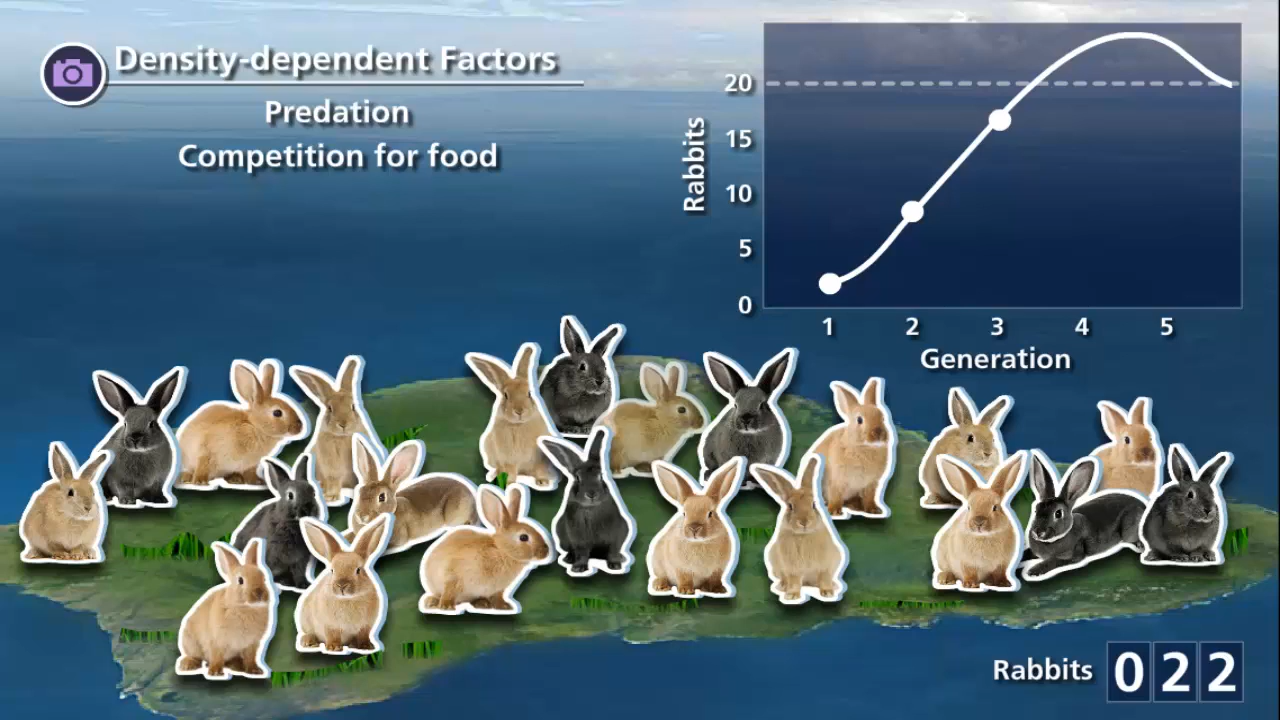 Density-dependent Factors
Predation
Competition for food
20
15
10
5
0
Rabbits
1 2 3 4 5
Generation
Rabbits 022